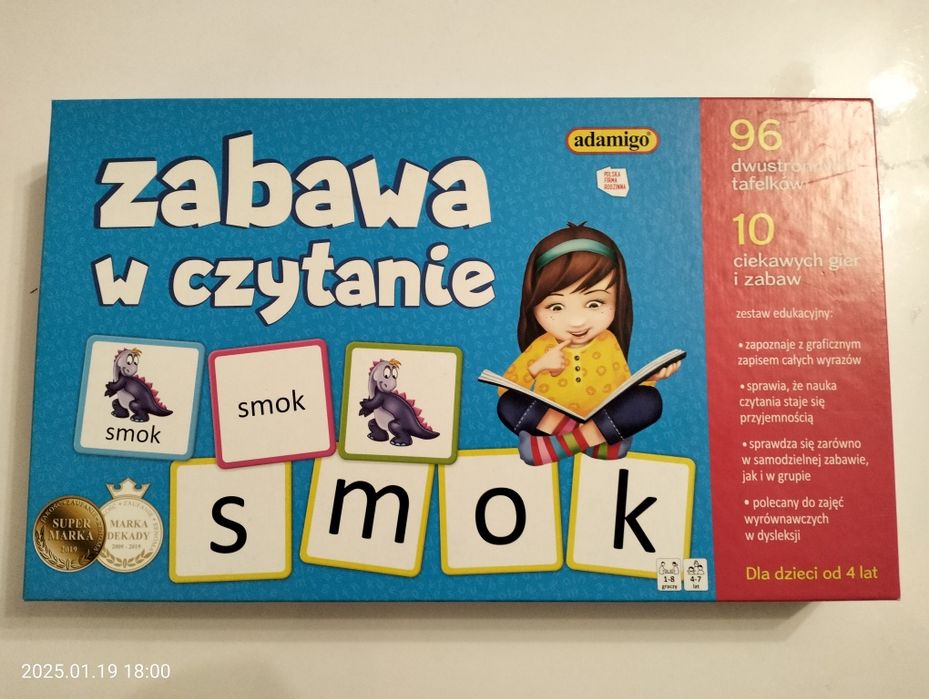 zabawa
w czytanie
adamigo
POLSKA
FIRMA
RODZINNA
smok
smok
s m o k
SUPER
MARKA
2019
MARKA
DEKADY
2009 - 2019
1-8
graczy
4-7
lat
96
dwustronnych
tafelków
10
ciekawych gier
i zabaw
zestaw edukacyjny:
• zapoznaje z graficznym
zapisem całych wyrazów
• sprawia, że nauka
czytania staje się
przyjemnością
• sprawdza się zarówno
w samodzielnej zabawie,
jak i w grupie
• polecany do zajęć
wyrównawczych
w dysleksji
Dla dzieci od 4 lat
2025.01.19 18:00